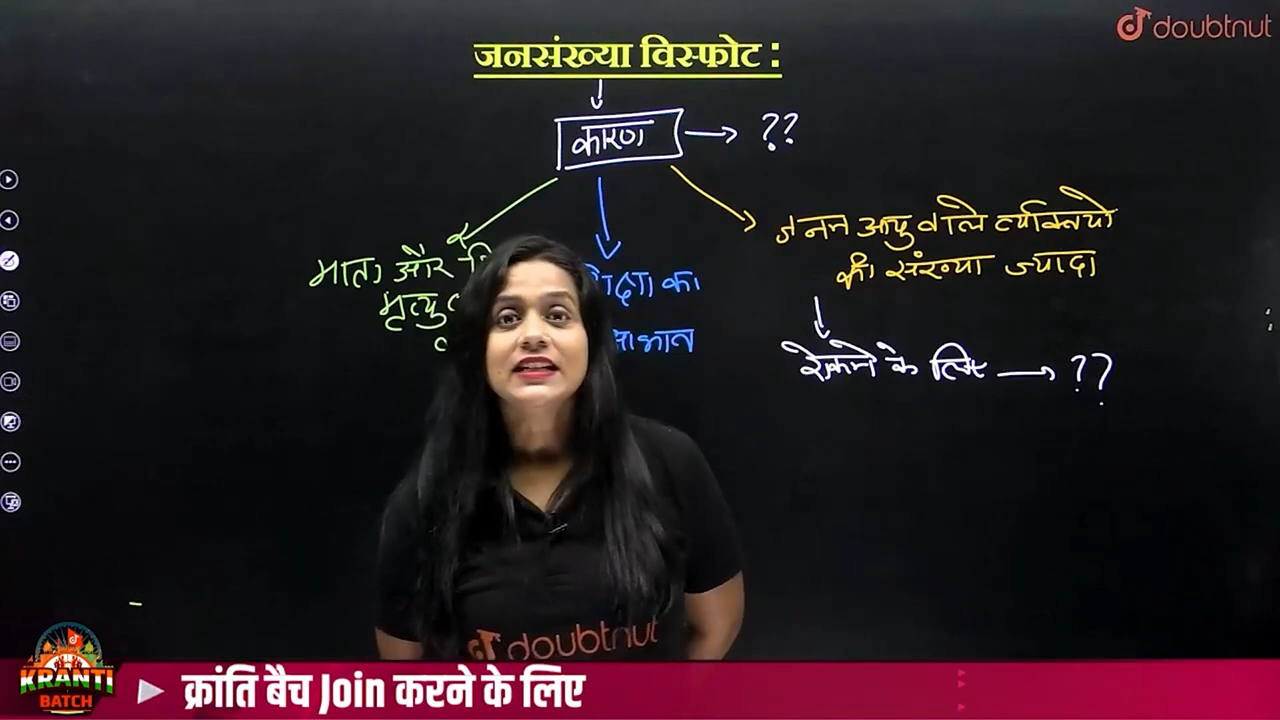 doubtnut
जनसंख्या विस्फोट :
कारण → ??
जनन आयु वाले व्यक्तियो
की संख्या ज्यादा
माता और
मृत्यु
का
रोकने के लिए → ??
doubtnut
KRANTI
BATCH
क्रांति बैच Join करने के लिए